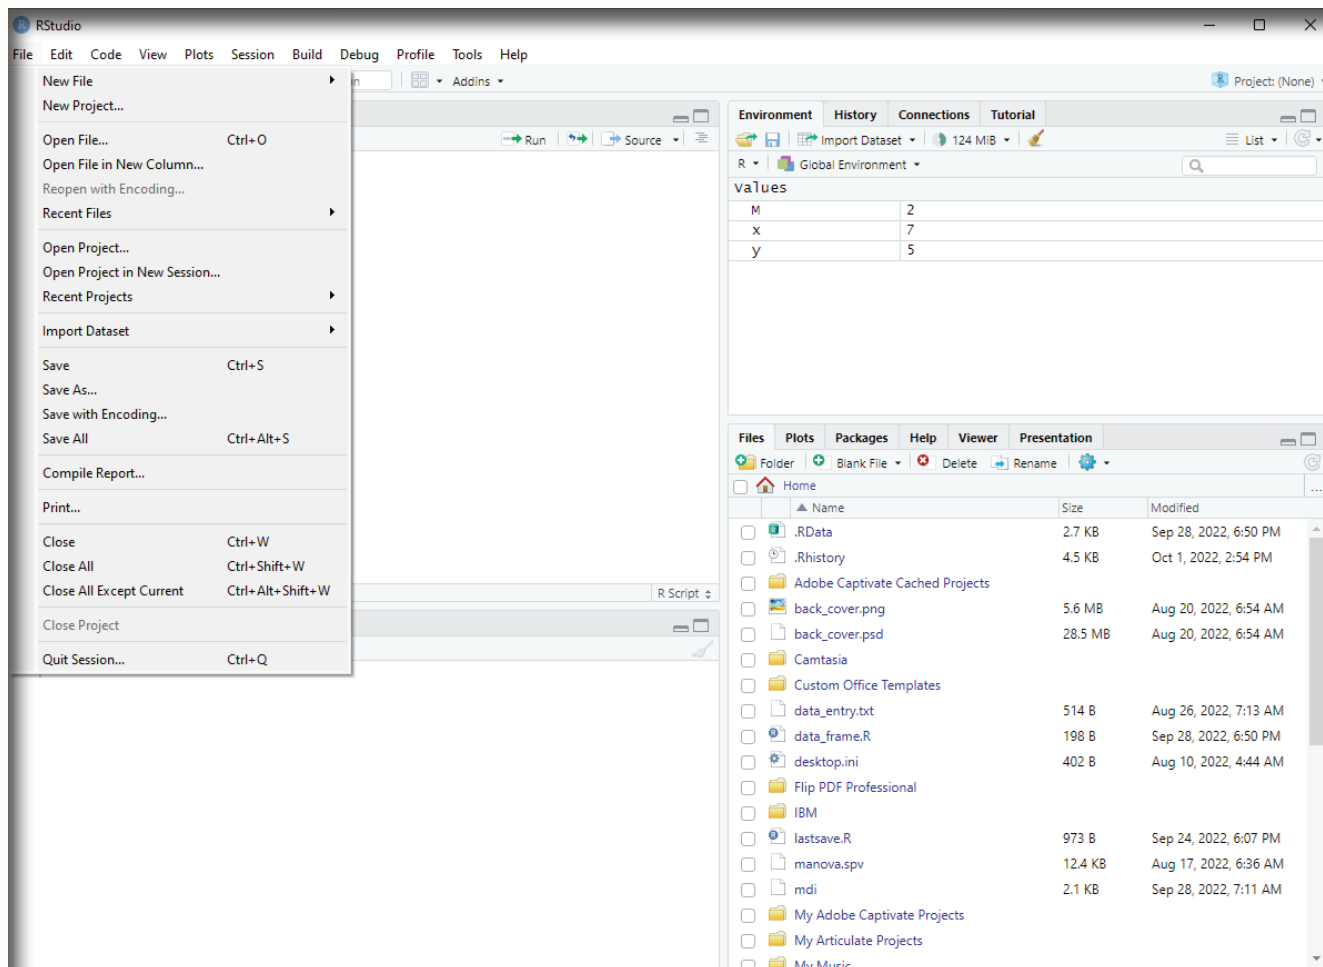 RStudio
File Edit Code View Plots Session Build Debug Profile Tools Help
New File
New Project...
Open File... Ctrl+O
Open File in New Column...
Reopen with Encoding...
Recent Files
Open Project...
Open Project in New Session...
Recent Projects
Import Dataset
Save Ctrl+S
Save As...
Save with Encoding...
Save All Ctrl+Alt+S
Compile Report...
Print...
Close Ctrl+W
Close All Ctrl+Shift+W
Close All Except Current Ctrl+Alt+Shift+W
Close Project
Quit Session... Ctrl+Q
Addins
Project: (None)
Run Source
R Script
Environment History Connections Tutorial
Import Dataset 124 MiB List
R Global Environment
Values
M 2
x 7
y 5
Files Plots Packages Help Viewer Presentation
Folder Blank File Delete Rename
Home ...
Name Size Modified
.RData 2.7 KB Sep 28, 2022, 6:50 PM
.Rhistory 4.5 KB Oct 1, 2022, 2:54 PM
Adobe Captivate Cached Projects
back_cover.png 5.6 MB Aug 20, 2022, 6:54 AM
back_cover.psd 28.5 MB Aug 20, 2022, 6:54 AM
Camtasia
Custom Office Templates
data_entry.txt 514 B Aug 26, 2022, 7:13 AM
data_frame.R 198 B Sep 28, 2022, 6:50 PM
desktop.ini 402 B Aug 10, 2022, 4:44 AM
Flip PDF Professional
IBM
lastsave.R 973 B Sep 24, 2022, 6:07 PM
manova.spv 12.4 KB Aug 17, 2022, 6:36 AM
mdi 2.1 KB Sep 28, 2022, 7:11 AM
My Adobe Captivate Projects
My Articulate Projects
My Music